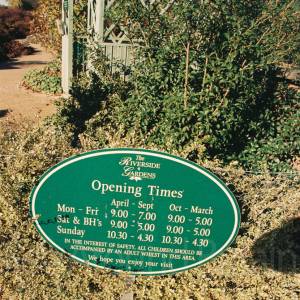 The
RIVERSIDE
GARDENS
Opening Times
April - Sept Oct - March
Mon - Fri 9.00 - 7.00 9.00 - 5.00
Sat & BH's 9.00 - 5.00 9.00 - 5.00
Sunday 10.30 - 4.30 10.30 - 4.30
IN THE INTEREST OF SAFETY, ALL CHILDREN SHOULD BE
ACCOMPANIED BY AN ADULT WHILST IN THIS AREA.
We hope you enjoy your visit